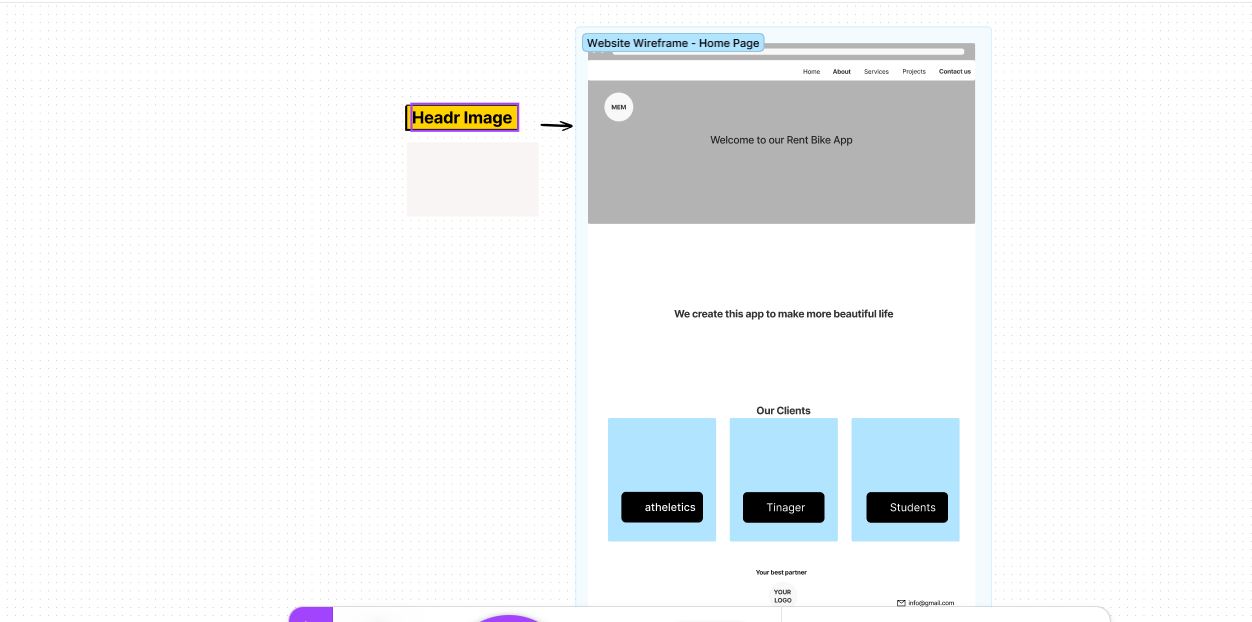 Website Wireframe - Home Page
Home About Services Projects Contact us
Headr Image
MEM
Welcome to our Rent Bike App
We create this app to make more beautiful life
Our Clients
atheletics
Tinager
Students
Your best partner
YOUR
LOGO
info@gmail.com